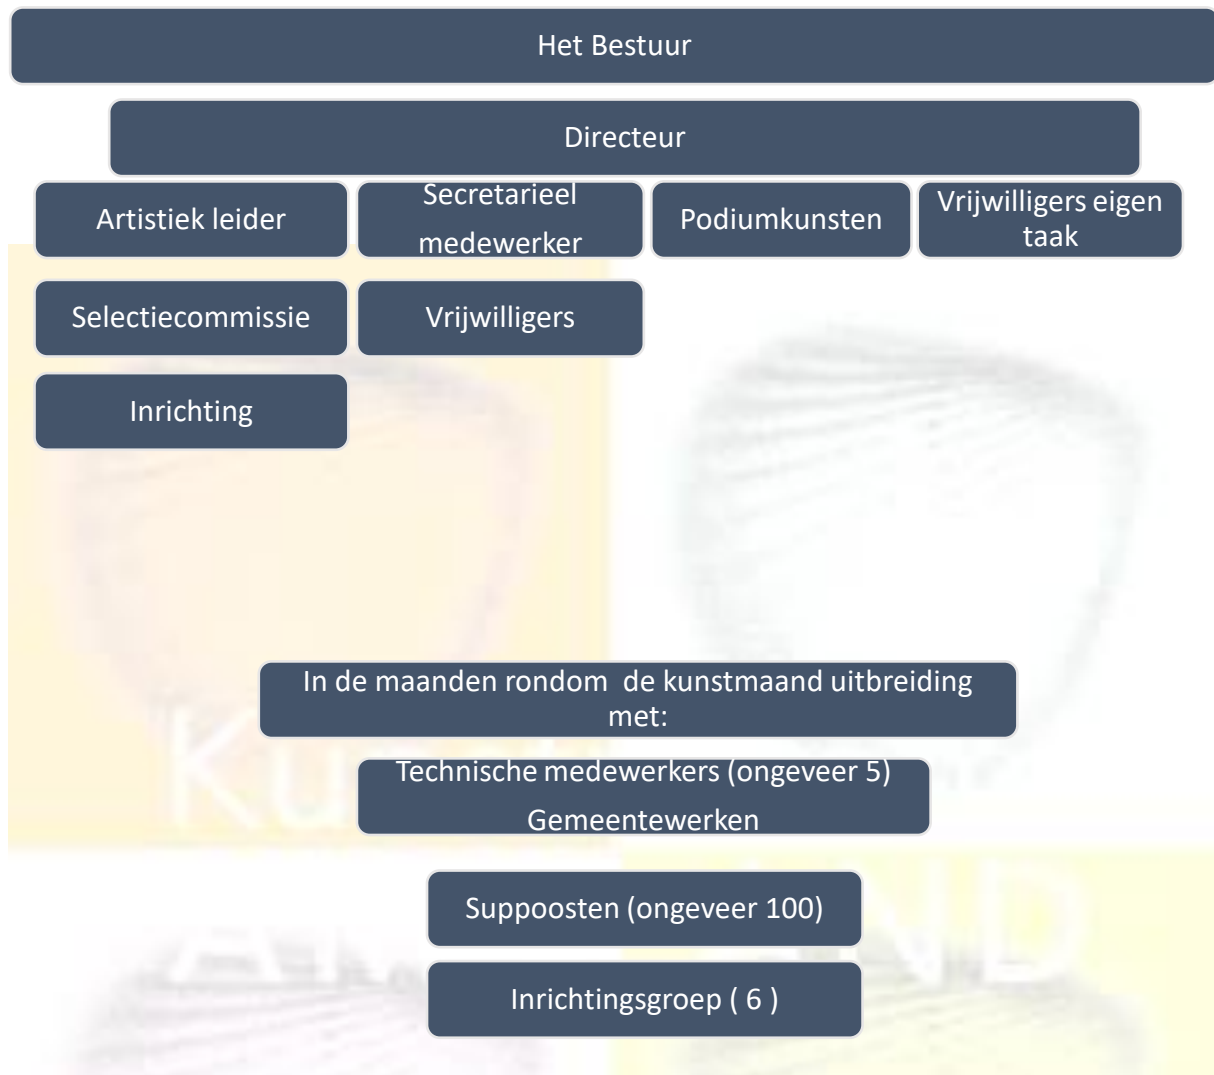 Het Bestuur
Directeur
Artistiek leider
Secretarieel
medewerker
Podiumkunsten
Vrijwilligers eigen
taak
Selectiecommissie
Vrijwilligers
Inrichting
In de maanden rondom  de kunstmaand uitbreiding
met:
Technische medewerkers (ongeveer 5)
Gemeentewerken
Suppoosten (ongeveer 100)
Inrichtingsgroep ( 6 )